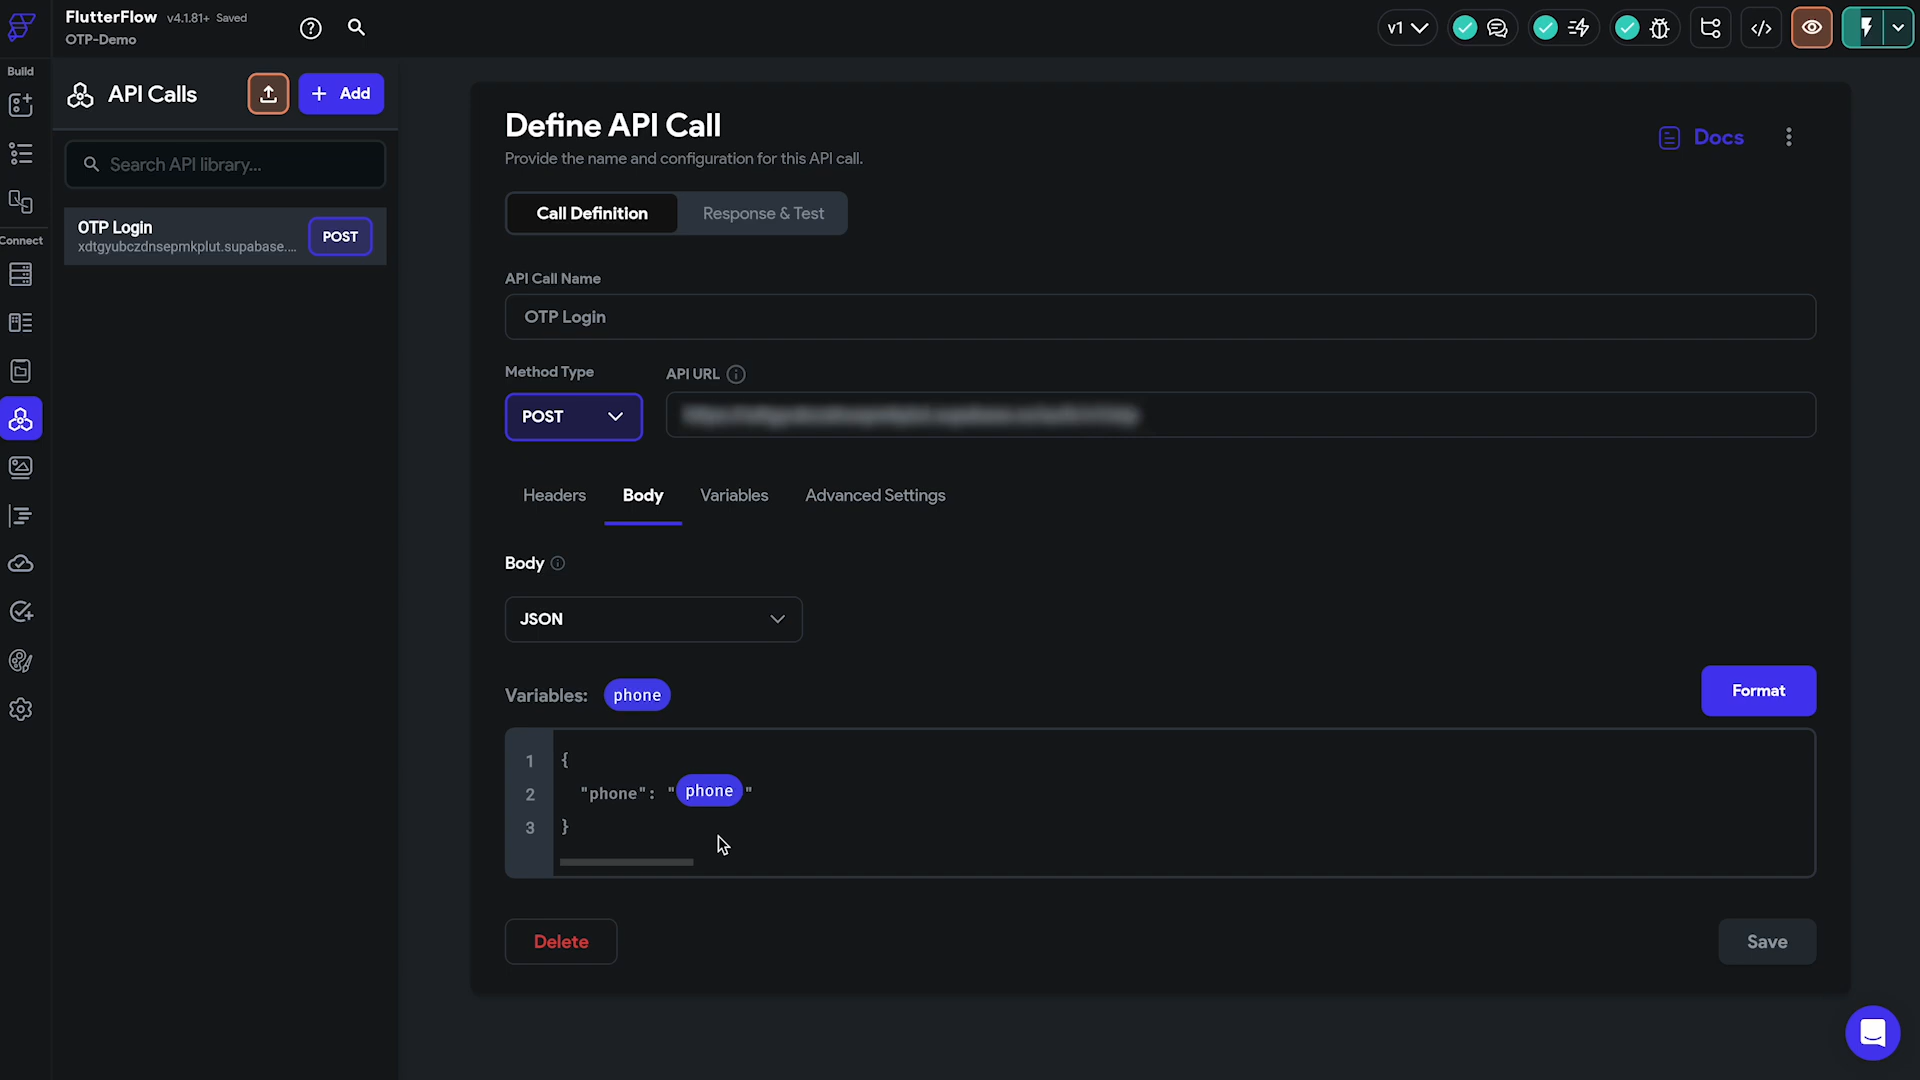 FlutterFlow v4.1.81+ Saved
OTP-Demo
v1
Build
API Calls
Add
Search API library...
OTP Login
xdtgyubczdnsepmkplut.supabase....
POST
Connect
Define API Call
Provide the name and configuration for this API call.
Docs
Call Definition
Response & Test
API Call Name
OTP Login
Method Type
API URL
POST
Headers
Body
Variables
Advanced Settings
Body
JSON
Variables: phone
Format
1 {
2 "phone": "phone"
3 }
Delete
Save